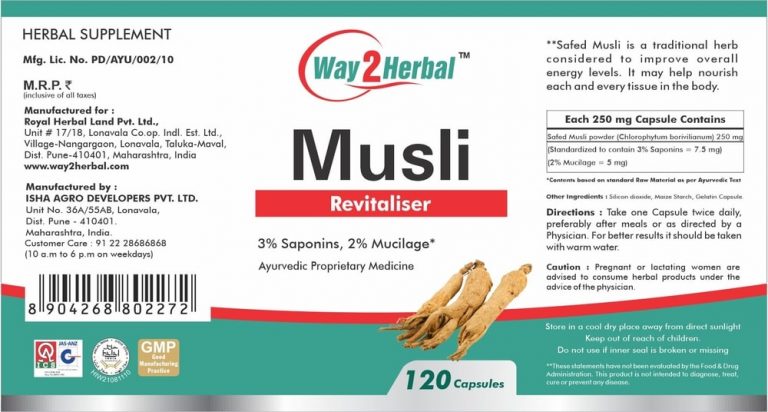 HERBAL SUPPLEMENT
Mfg. Lic. No. PD/AYU/002/10
M.R.P. ₹
(inclusive of all taxes)
Manufactured for :
Royal Herbal Land Pvt. Ltd.,
Unit # 17/18, Lonavala Co.op. Indl. Est. Ltd.,
Village-Nangargaon, Lonavala, Taluka-Maval,
Dist. Pune-410401, Maharashtra, India
www.way2herbal.com
Manufactured by :
ISHA AGRO DEVELOPERS PVT. LTD.
Unit No. 36A/55AB, Lonavala,
Dist. Pune - 410401.
Maharashtra, India.
Customer Care : 91 22 28686868
(10 a.m to 6 p.m on weekdays)
8 904268 802272
JAS-ANZ
ICS
HIW21081110
GMP
Good
Manufacturing
Practice
Way2Herbal™
Musli
Revitaliser
3% Saponins, 2% Mucilage*
Ayurvedic Proprietary Medicine
120 Capsules
**Safed Musli is a traditional herb
considered to improve overall
energy levels. It may help nourish
each and every tissue in the body.
Each 250 mg Capsule Contains
Safed Musli powder (Chlorophytum borivilianum) 250 mg
(Standardized to contain 3% Saponins = 7.5 mg)
(2% Mucilage = 5 mg)
*Contents based on standard Raw Material as per Ayurvedic Text
Other Ingredients : Silicon dioxide, Maize Starch, Gelatin Capsule
Directions : Take one Capsule twice daily,
preferably after meals or as directed by a
Physician. For better results it should be taken
with warm water.
Caution : Pregnant or lactating women are
advised to consume herbal products under the
advice of the physician.
Store in a cool dry place away from direct sunlight
Keep out of reach of children.
Do not use if inner seal is broken or missing
**These statements have not been evaluated by the Food & Drug
Administration. This product is not intended to diagnose, treat,
cure or prevent any disease.